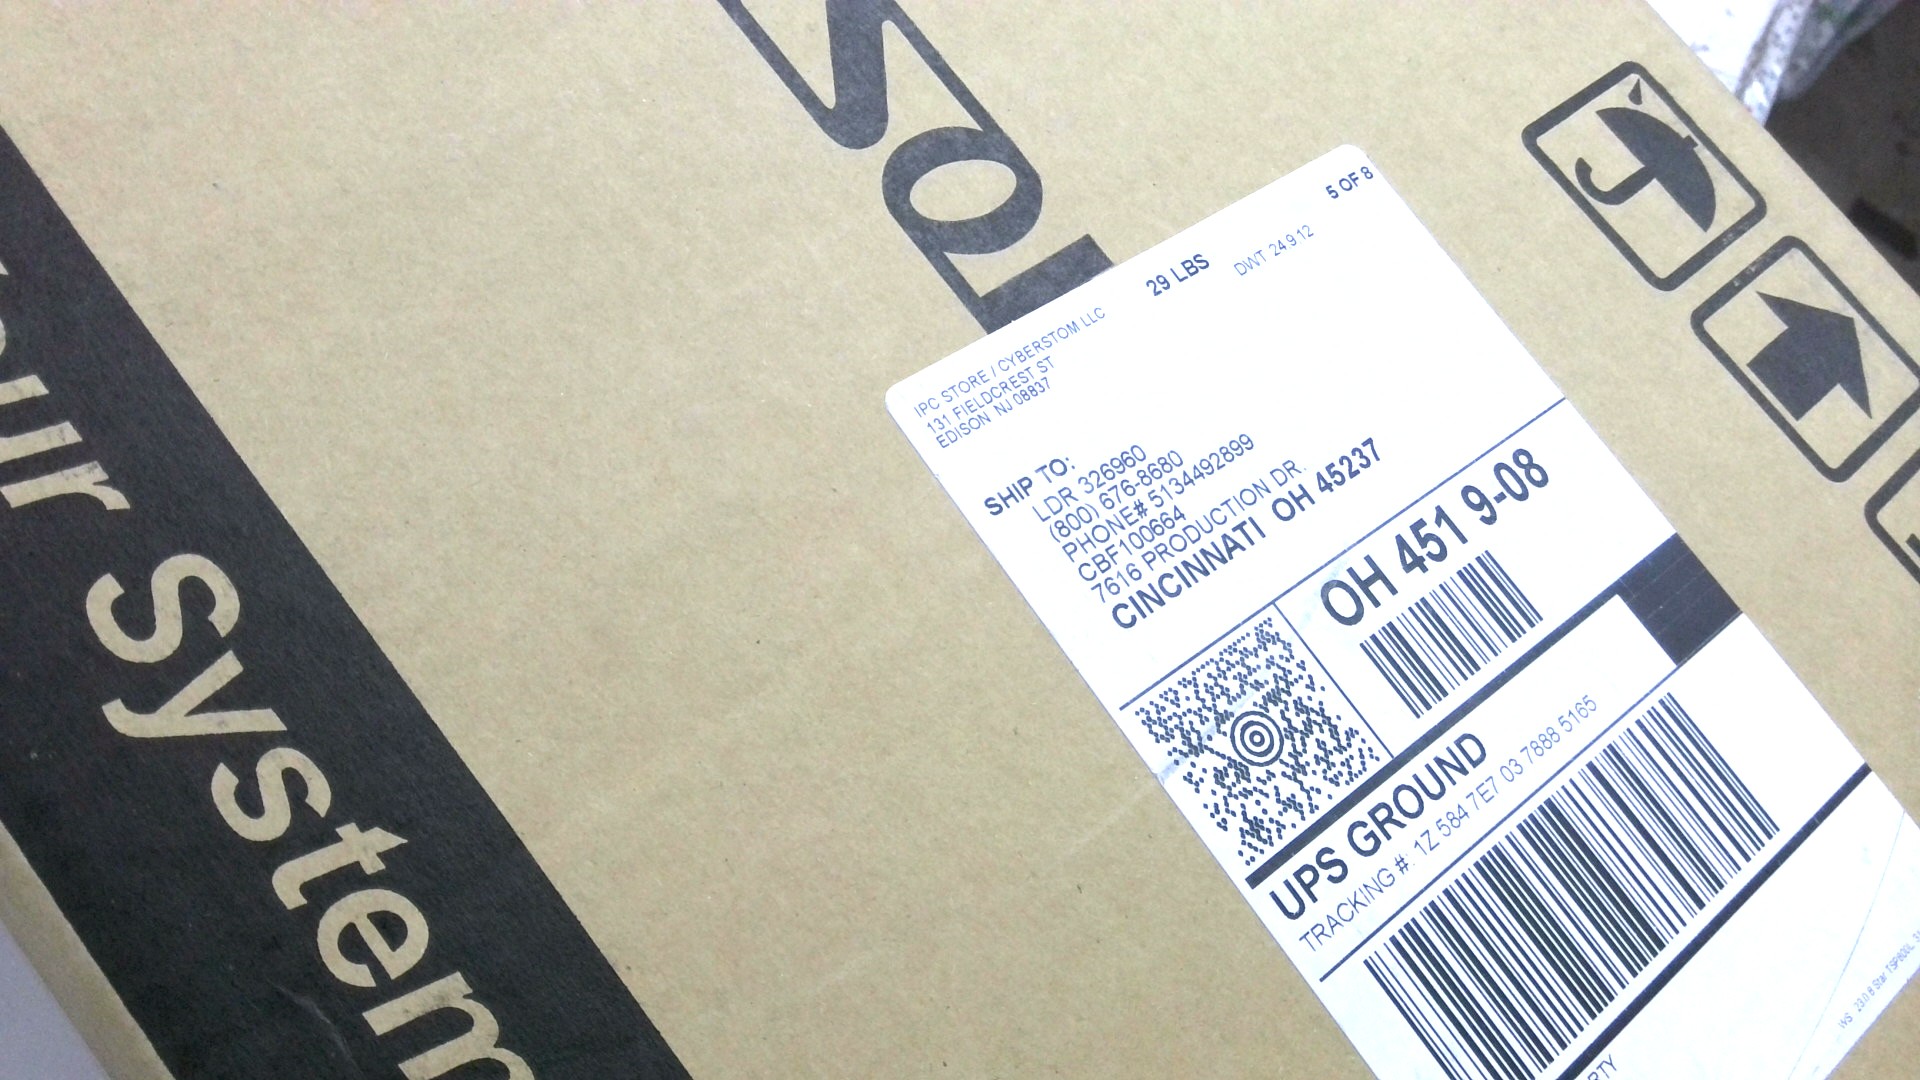 our System
5 OF 8
29 LBS
DWT 24.9.12
IPC STORE / CYBERSTOM LLC
131 FIELDCREST ST
EDISON NJ 08837
SHIP TO:
LDR 326960
(800) 676-8680
PHONE# 5134492899
CBF100664
7616 PRODUCTION DR.
CINCINNATI OH 45237
OH 451 9-08
UPS GROUND
TRACKING #: 1Z 584 7E7 03 7888 5165
RTY